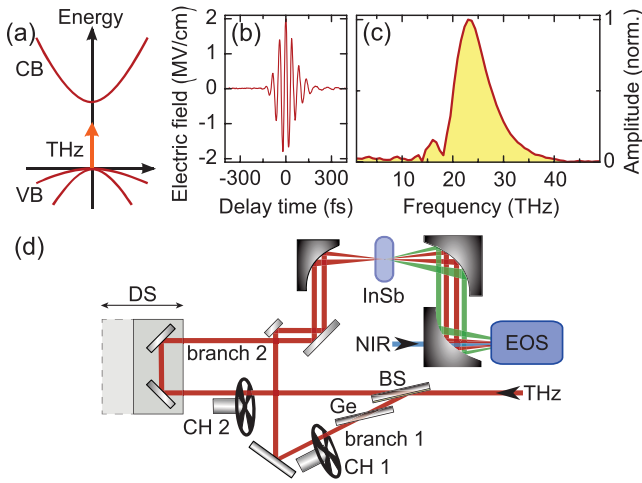 (a)
Energy
CB
THz
VB
(b)
Electric field (MV/cm)
2
1
0
-1
-2
-300
0
300
Delay time (fs)
(c)
1
0
Amplitude (norm.)
10
20
30
40
Frequency (THz)
(d)
DS
InSb
branch 2
NIR
EOS
BS
THz
CH 2
Ge
branch 1
CH 1